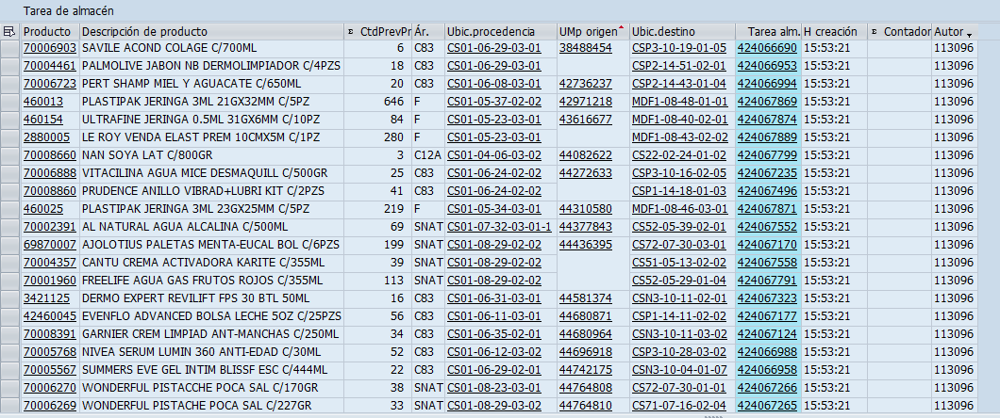 Tarea de almacén
Producto Descripción de producto Σ CtdPrevPr Ár. Ubic.procedencia UMp origen Ubic.destino Tarea alm. H creación Σ Contador Autor
70006903 SAVILE ACOND COLAGE C/700ML 6 C83 CS01-06-29-03-01 38488454 CSP3-10-19-01-05 424066690 15:53:21 113096
70004461 PALMOLIVE JABON NB DERMOLIMPIADOR C/4PZS 18 C83 CS01-06-29-03-01 CSP2-14-51-02-01 424066953 15:53:21 113096
70006723 PERT SHAMP MIEL Y AGUACATE C/650ML 20 C83 CS01-06-08-03-01 42736237 CSP2-14-43-01-04 424066994 15:53:21 113096
460013 PLASTIPAK JERINGA 3ML 21GX32MM C/5PZ 646 F CS01-05-37-02-02 42971218 MDF1-08-48-01-01 424067869 15:53:21 113096
460154 ULTRAFINE JERINGA 0.5ML 31GX6MM C/10PZ 84 F CS01-05-23-03-01 43616677 MDF1-08-40-02-01 424067874 15:53:21 113096
2880005 LE ROY VENDA ELAST PREM 10CMX5M C/1PZ 280 F CS01-05-23-03-01 MDF1-08-43-02-02 424067889 15:53:21 113096
70008660 NAN SOYA LAT C/800GR 3 C12A CS01-04-06-03-02 44082622 CS22-02-24-01-02 424067799 15:53:21 113096
70006888 VITACILINA AGUA MICE DESMAQUILL C/500GR 25 C83 CS01-06-24-02-02 44272633 CSP3-10-16-02-05 424067235 15:53:21 113096
70008860 PRUDENCE ANILLO VIBRAD+LUBRI KIT C/2PZS 41 C83 CS01-06-24-02-02 CSP1-14-18-01-03 424067496 15:53:21 113096
460025 PLASTIPAK JERINGA 3ML 23GX25MM C/5PZ 219 F CS01-05-34-03-01 44310580 MDF1-08-46-03-01 424067871 15:53:21 113096
70002391 AL NATURAL AGUA ALCALINA C/500ML 69 SNAT CS01-07-32-03-01-1 44377843 CS52-05-39-02-01 424067552 15:53:21 113096
69870007 AJOLOTIUS PALETAS MENTA-EUCAL BOL C/6PZS 199 SNAT CS01-08-29-02-02 44436395 CS72-07-30-03-01 424067170 15:53:21 113096
70004357 CANTU CREMA ACTIVADORA KARITE C/355ML 39 SNAT CS01-08-29-02-02 CS51-05-13-02-02 424067558 15:53:21 113096
70001960 FREELIFE AGUA GAS FRUTOS ROJOS C/355ML 113 SNAT CS01-08-29-02-02 CS52-05-29-01-04 424067791 15:53:21 113096
3421125 DERMO EXPERT REVILIFT FPS 30 BTL 50ML 16 C83 CS01-06-31-03-01 44581374 CSN3-10-11-02-01 424067323 15:53:21 113096
42460045 EVENFLO ADVANCED BOLSA LECHE 5OZ C/25PZS 56 C83 CS01-06-11-03-01 44680871 CSP1-14-11-02-02 424067177 15:53:21 113096
70008391 GARNIER CREM LIMPIAD ANT-MANCHAS C/250ML 34 C83 CS01-06-35-02-01 44680964 CSN3-10-11-03-02 424067124 15:53:21 113096
70005768 NIVEA SERUM LUMIN 360 ANTI-EDAD C/30ML 52 C83 CS01-06-12-03-02 44696918 CSP3-10-28-03-02 424066988 15:53:21 113096
70005567 SUMMERS EVE GEL INTIM BLISSF ESC C/444ML 22 C83 CS01-06-29-03-02 44742175 CSN3-10-04-01-07 424066958 15:53:21 113096
70006270 WONDERFUL PISTACCHE POCA SAL C/170GR 38 SNAT CS01-08-23-03-01 44764808 CS72-07-30-01-01 424067266 15:53:21 113096
70006269 WONDERFUL PISTACCHE POCA SAL C/227GR 33 SNAT CS01-08-29-03-02 44764810 CS71-07-16-02-04 424067265 15:53:21 113096